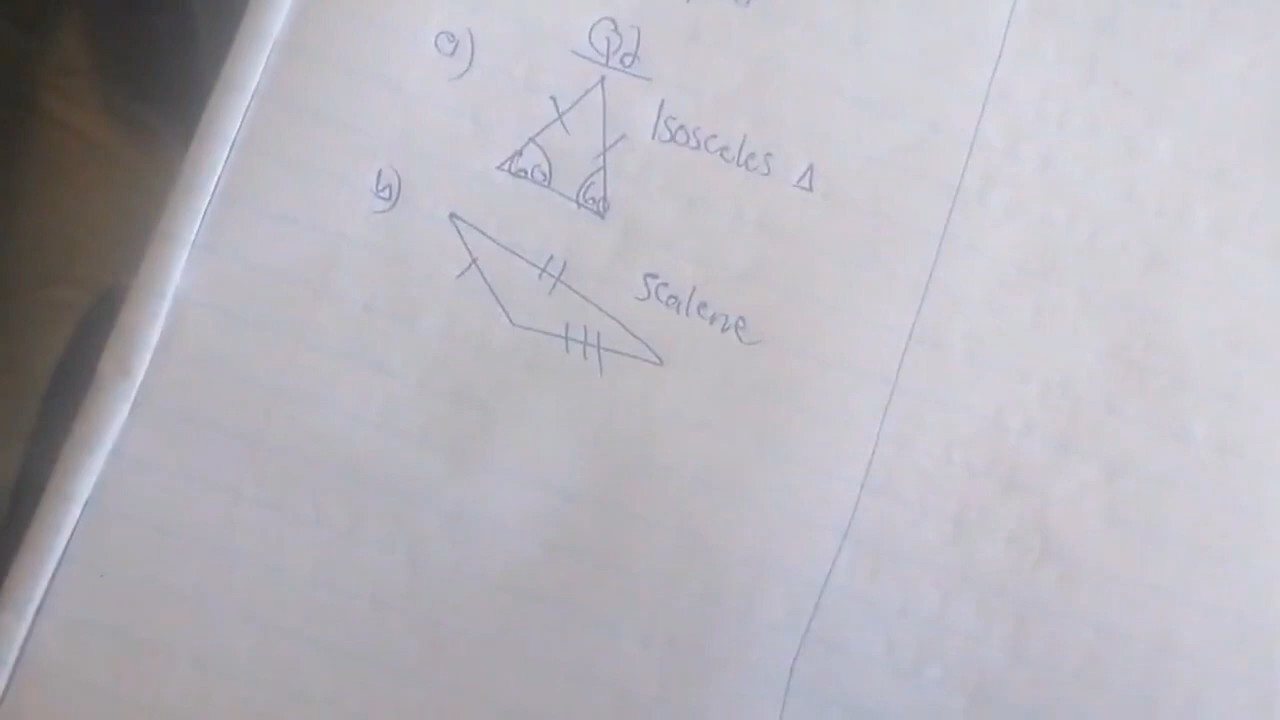 Q2
a)
Isosceles Δ
60 60
b)
Scalene